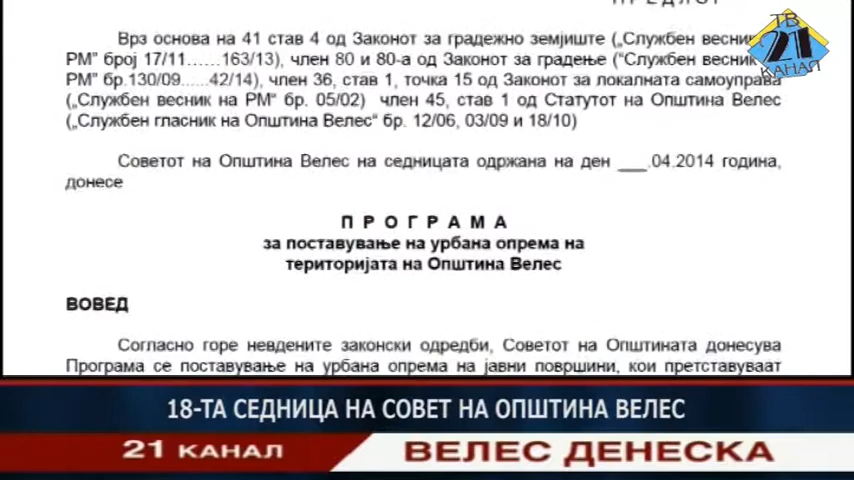 ПРЕДЛОГ
ТВ
21
КАНАЛ
Врз основа на 41 став 4 од Законот за градежно земјиште („Службен весник
РМ” број 17/11......163/13), член 80 и 80-а од Законот за градење (“Службен весник
РМ” бр.130/09......42/14), член 36, став 1, точка 15 од Законот за локалната самоуправа
(„Службен весник на РМ“ бр. 05/02) член 45, став 1 од Статутот на Општина Велес
(„Службен гласник на Општина Велес“ бр. 12/06, 03/09 и 18/10)
Советот на Општина Велес на седницата одржана на ден ___.04.2014 година,
донесе
П Р О Г Р А М А
за поставување на урбана опрема на
територијата на Општина Велес
ВОВЕД
Согласно горе невдените законски одредби, Советот на Општината донесува
Програма се поставување на урбана опрема на јавни површини, кои претставуваат
18-ТА СЕДНИЦА НА СОВЕТ НА ОПШТИНА ВЕЛЕС
21 КАНАЛ
ВЕЛЕС ДЕНЕСКА